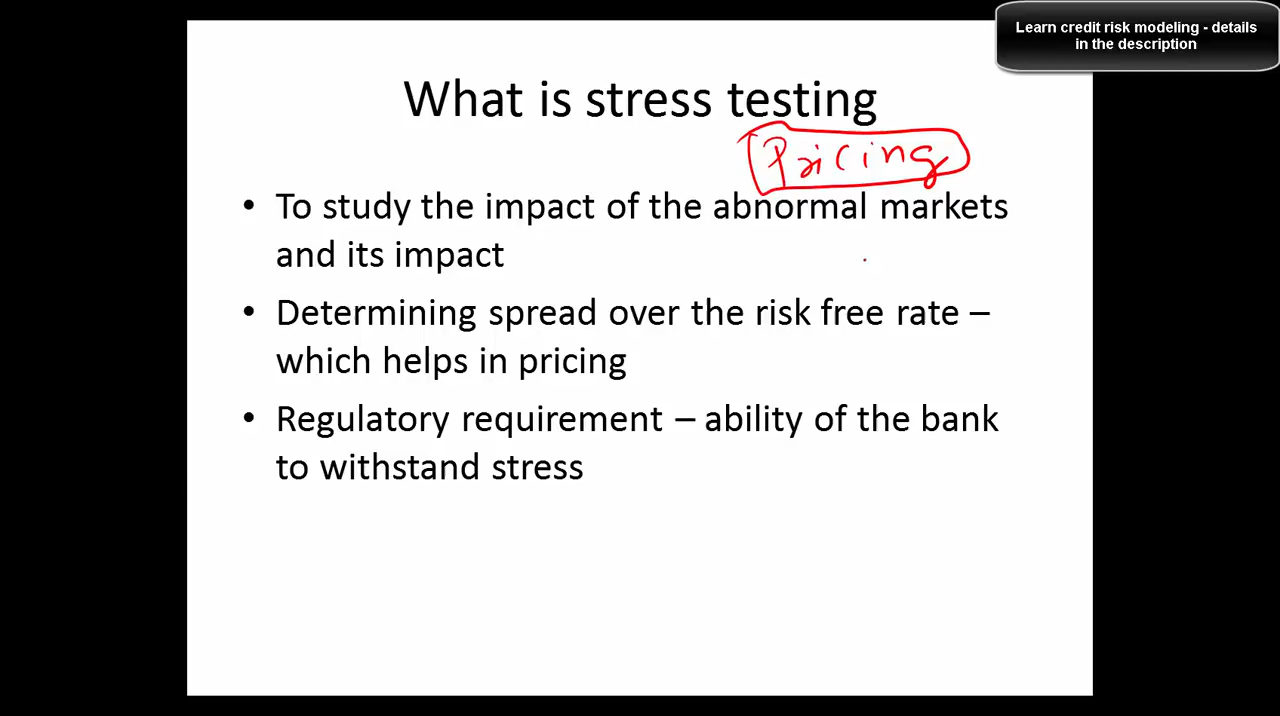 Learn credit risk modeling - details
in the description
What is stress testing
Pricing
• To study the impact of the abnormal markets
and its impact
• Determining spread over the risk free rate –
which helps in pricing
• Regulatory requirement – ability of the bank
to withstand stress